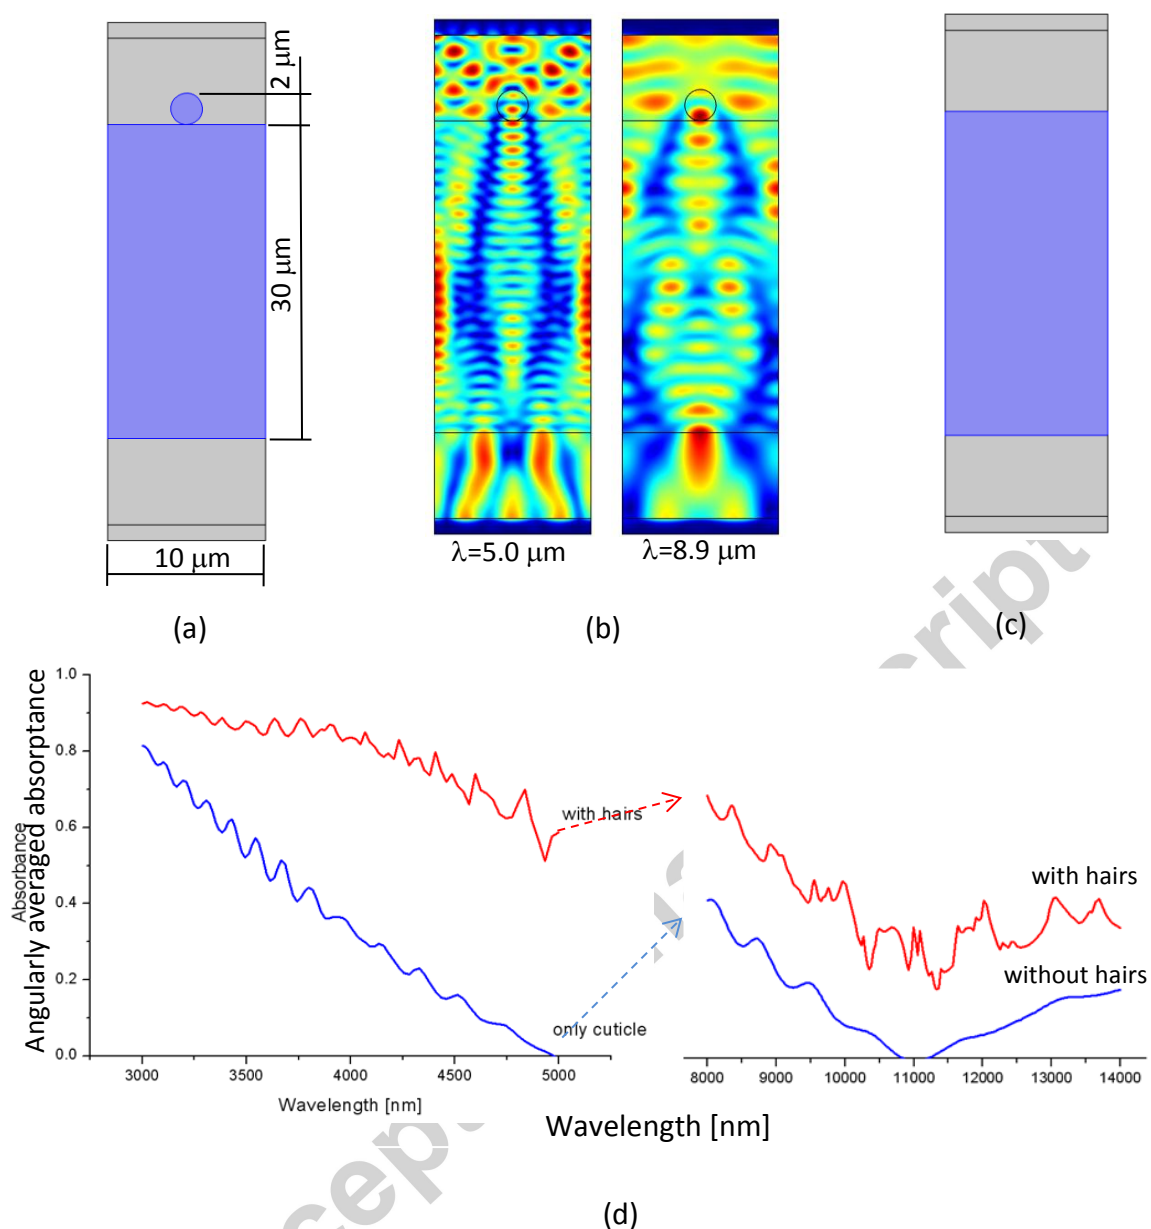 2 μm
30 μm
10 μm
λ=5.0 μm
λ=8.9 μm
(a)
(b)
(c)
cript
Angularly averaged absorptance
Absorbance
1.0
0.8
0.6
0.4
0.2
0.0
with hairs
only cuticle
with hairs
without hairs
3000 3500 4000 4500 5000
8000 9000 10000 11000 12000 13000 14000
Wavelength [nm]
Wavelength [nm]
cept
(d)